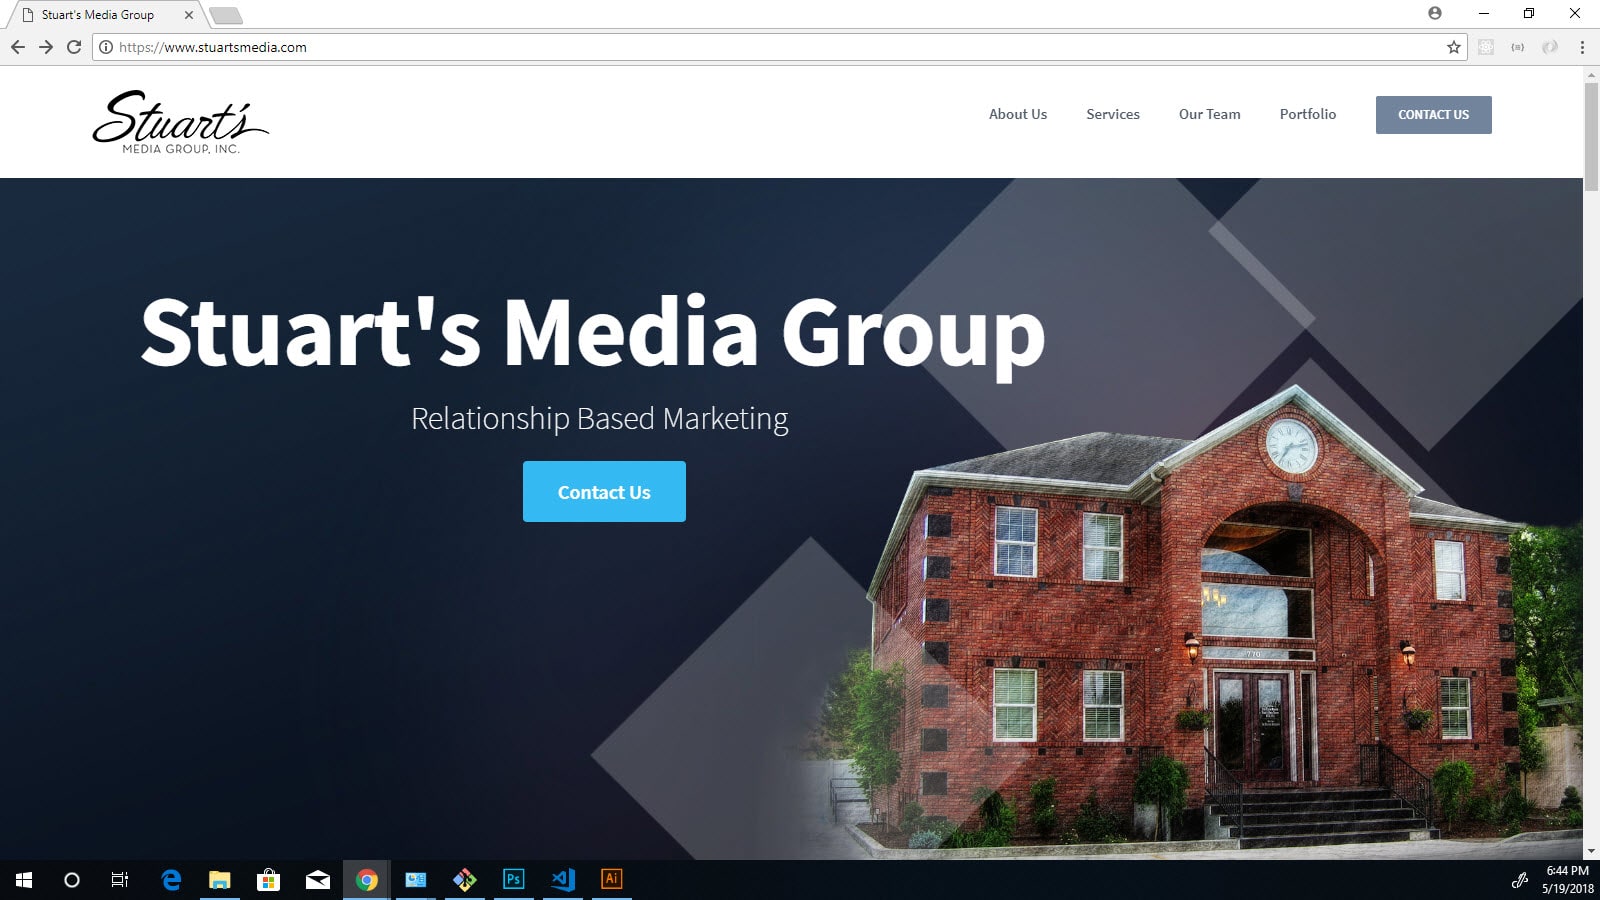 Stuart's Media Group
https://www.stuartsmedia.com
Stuart's
MEDIA GROUP, INC.
About Us
Services
Our Team
Portfolio
CONTACT US
Stuart's Media Group
Relationship Based Marketing
Contact Us
770
Ps
Ai
6:44 PM
5/19/2018